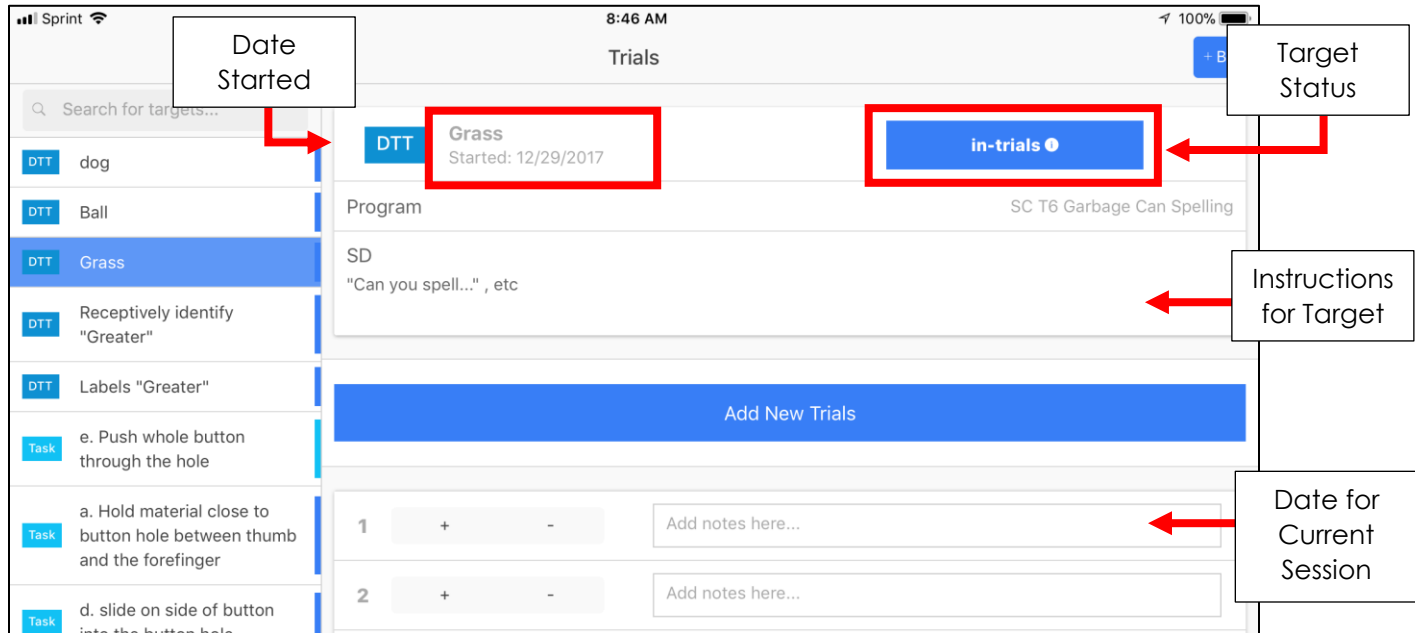 Sprint
8:46 AM
100%
Trials
+ B
Date
Started
Target
Status
Search for targets...
DTT dog
DTT Ball
DTT Grass
DTT Receptively identify
"Greater"
DTT Labels "Greater"
Task e. Push whole button
through the hole
Task a. Hold material close to
button hole between thumb
and the forefinger
Task d. slide on side of button
into the button hole
DTT Grass
Started: 12/29/2017
in-trials
Program SC T6 Garbage Can Spelling
SD
"Can you spell..." , etc
Instructions
for Target
Add New Trials
1 + - Add notes here...
2 + - Add notes here...
Date for
Current
Session